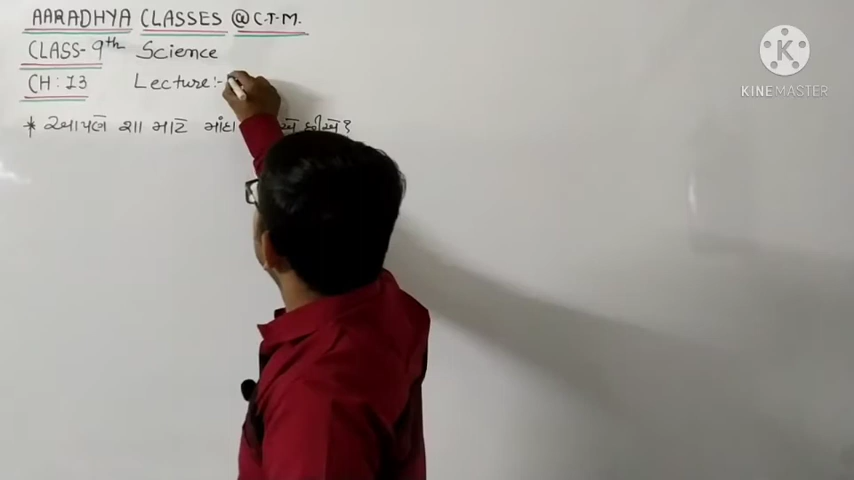 AARADHYA CLASSES @ C.T.M.
CLASS- 9th Science
CH : 13 Lecture:-
* આપણે શા માટે માંદા છીએ?
KINEMASTER